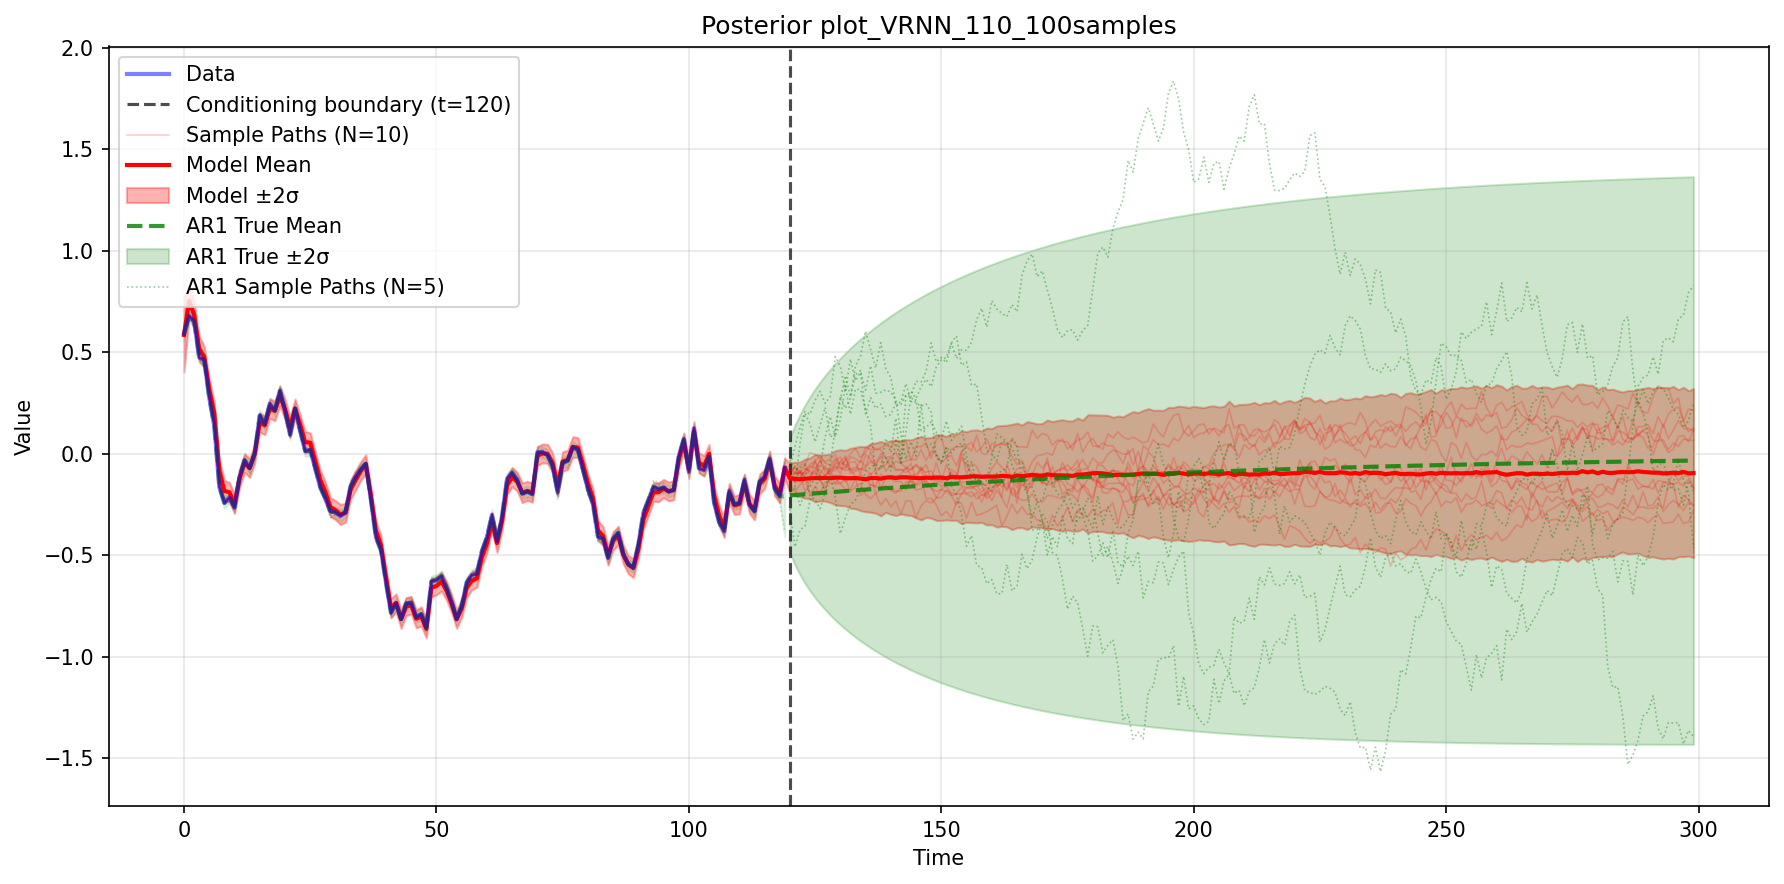 Posterior plot_VRNN_110_100samples
Data
Conditioning boundary (t=120)
Sample Paths (N=10)
Model Mean
Model ±2σ
AR1 True Mean
AR1 True ±2σ
AR1 Sample Paths (N=5)
Value
2.0
1.5
1.0
0.5
0.0
−0.5
−1.0
−1.5
0 50 100 150 200 250 300
Time